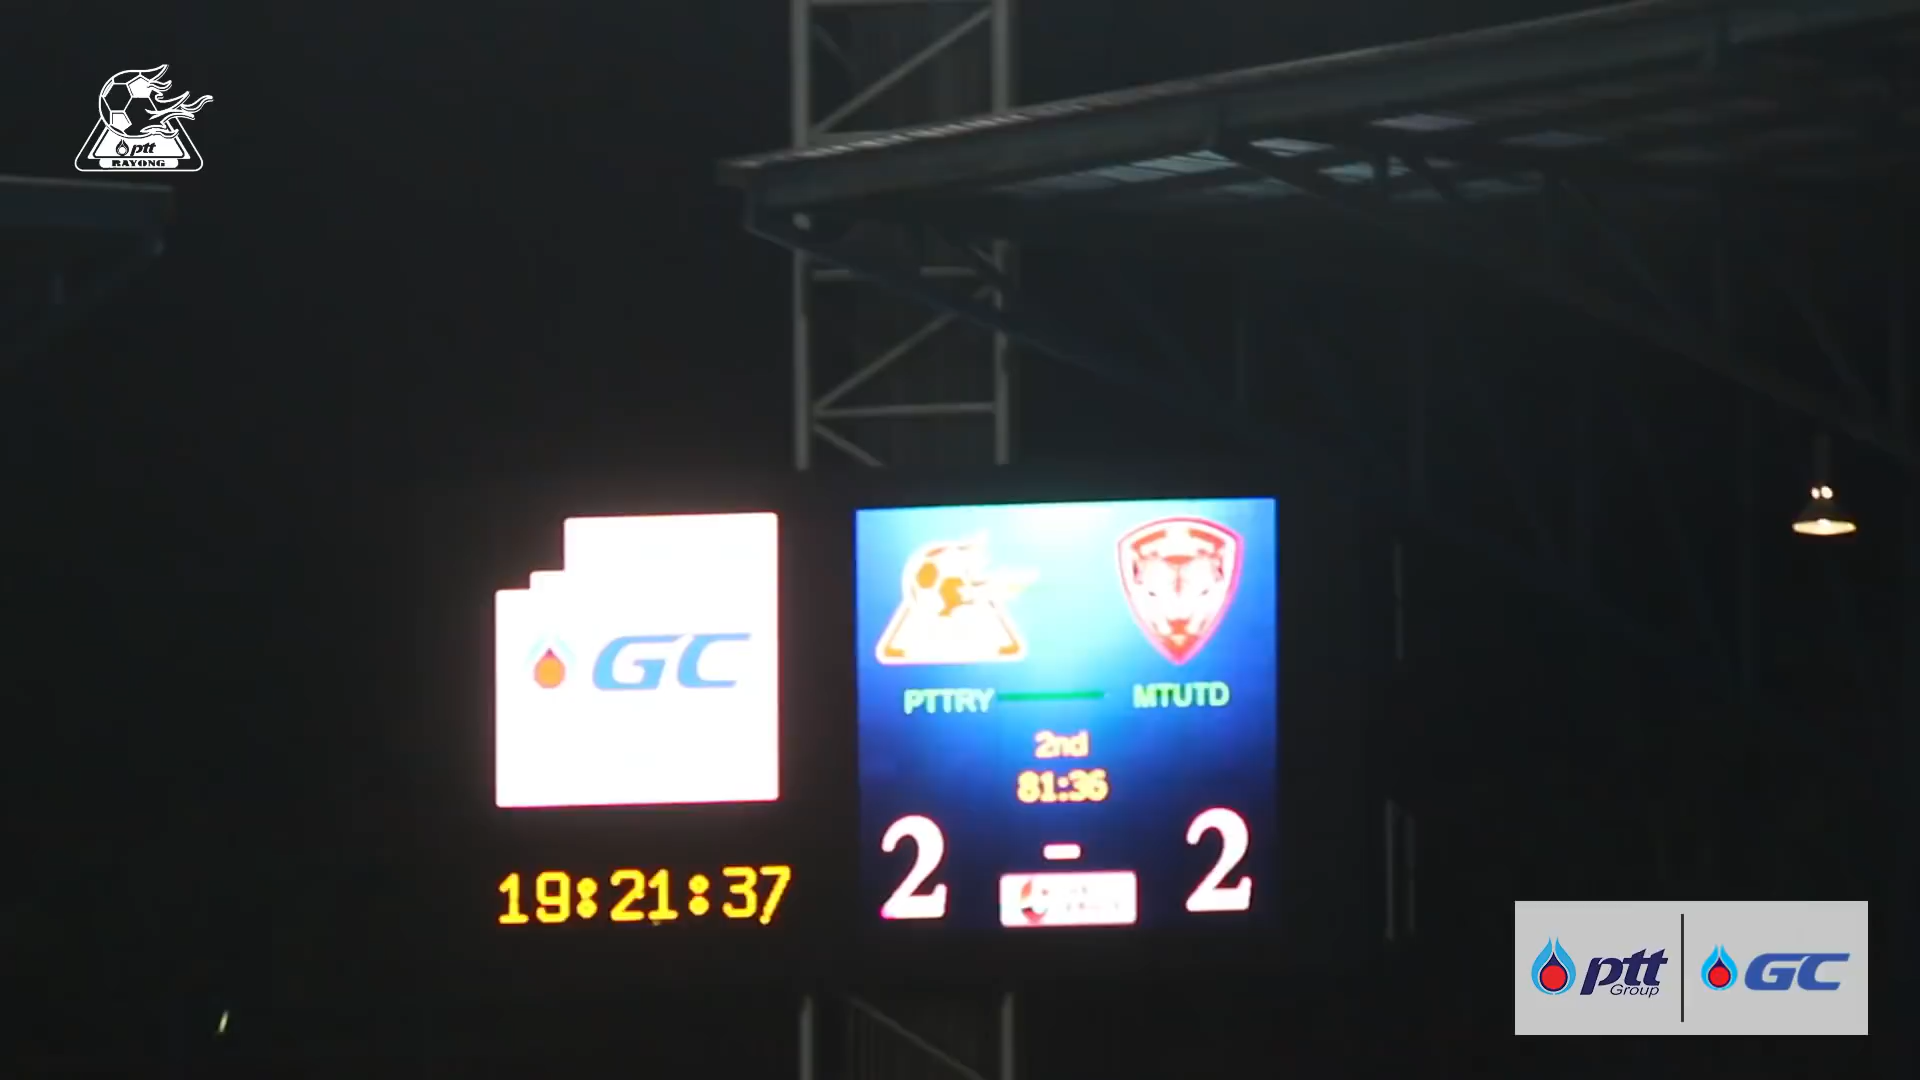 ptt
RAYONG
GC
PTTRY
MTUTD
2nd
81:36
2 - 2
19:21:37
ptt
Group
GC